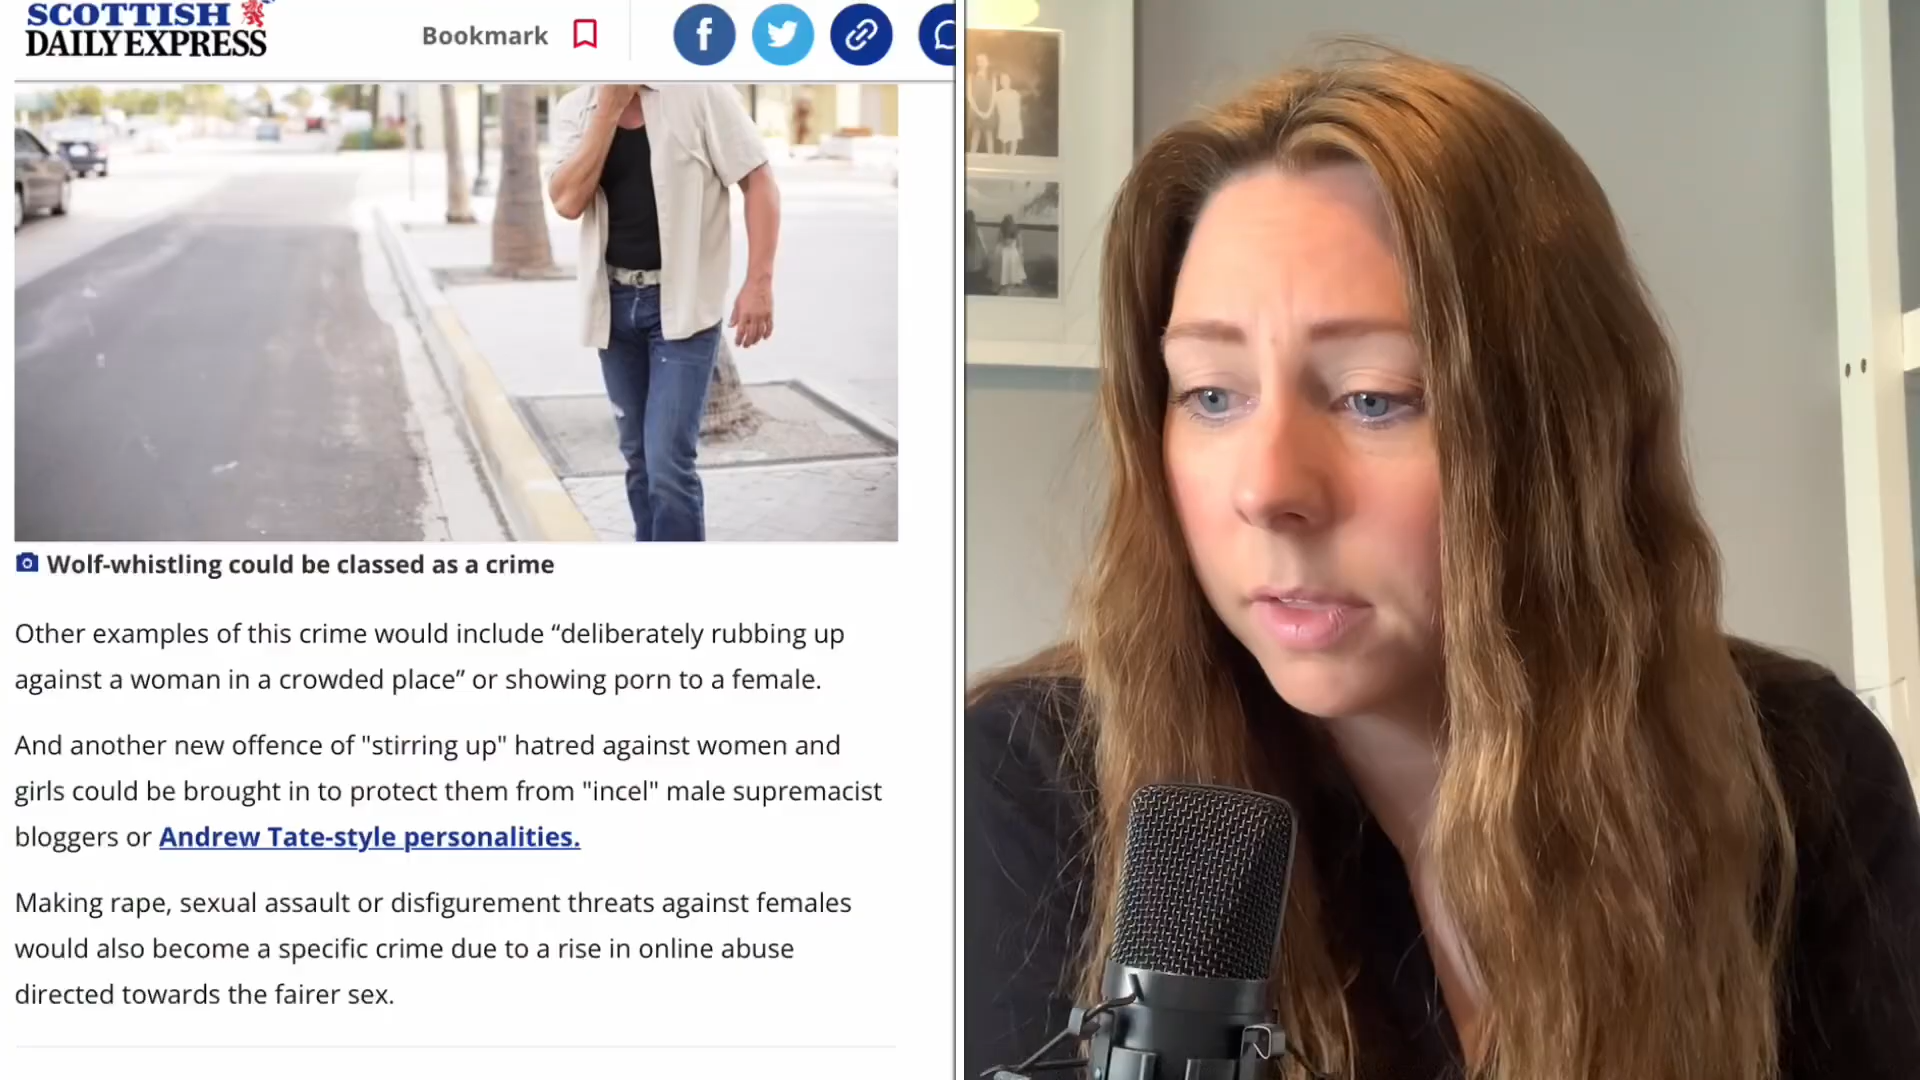 SCOTTISH
DAILY EXPRESS
Bookmark
Wolf-whistling could be classed as a crime
Other examples of this crime would include “deliberately rubbing up
against a woman in a crowded place” or showing porn to a female.
And another new offence of "stirring up" hatred against women and
girls could be brought in to protect them from "incel" male supremacist
bloggers or Andrew Tate-style personalities.
Making rape, sexual assault or disfigurement threats against females
would also become a specific crime due to a rise in online abuse
directed towards the fairer sex.